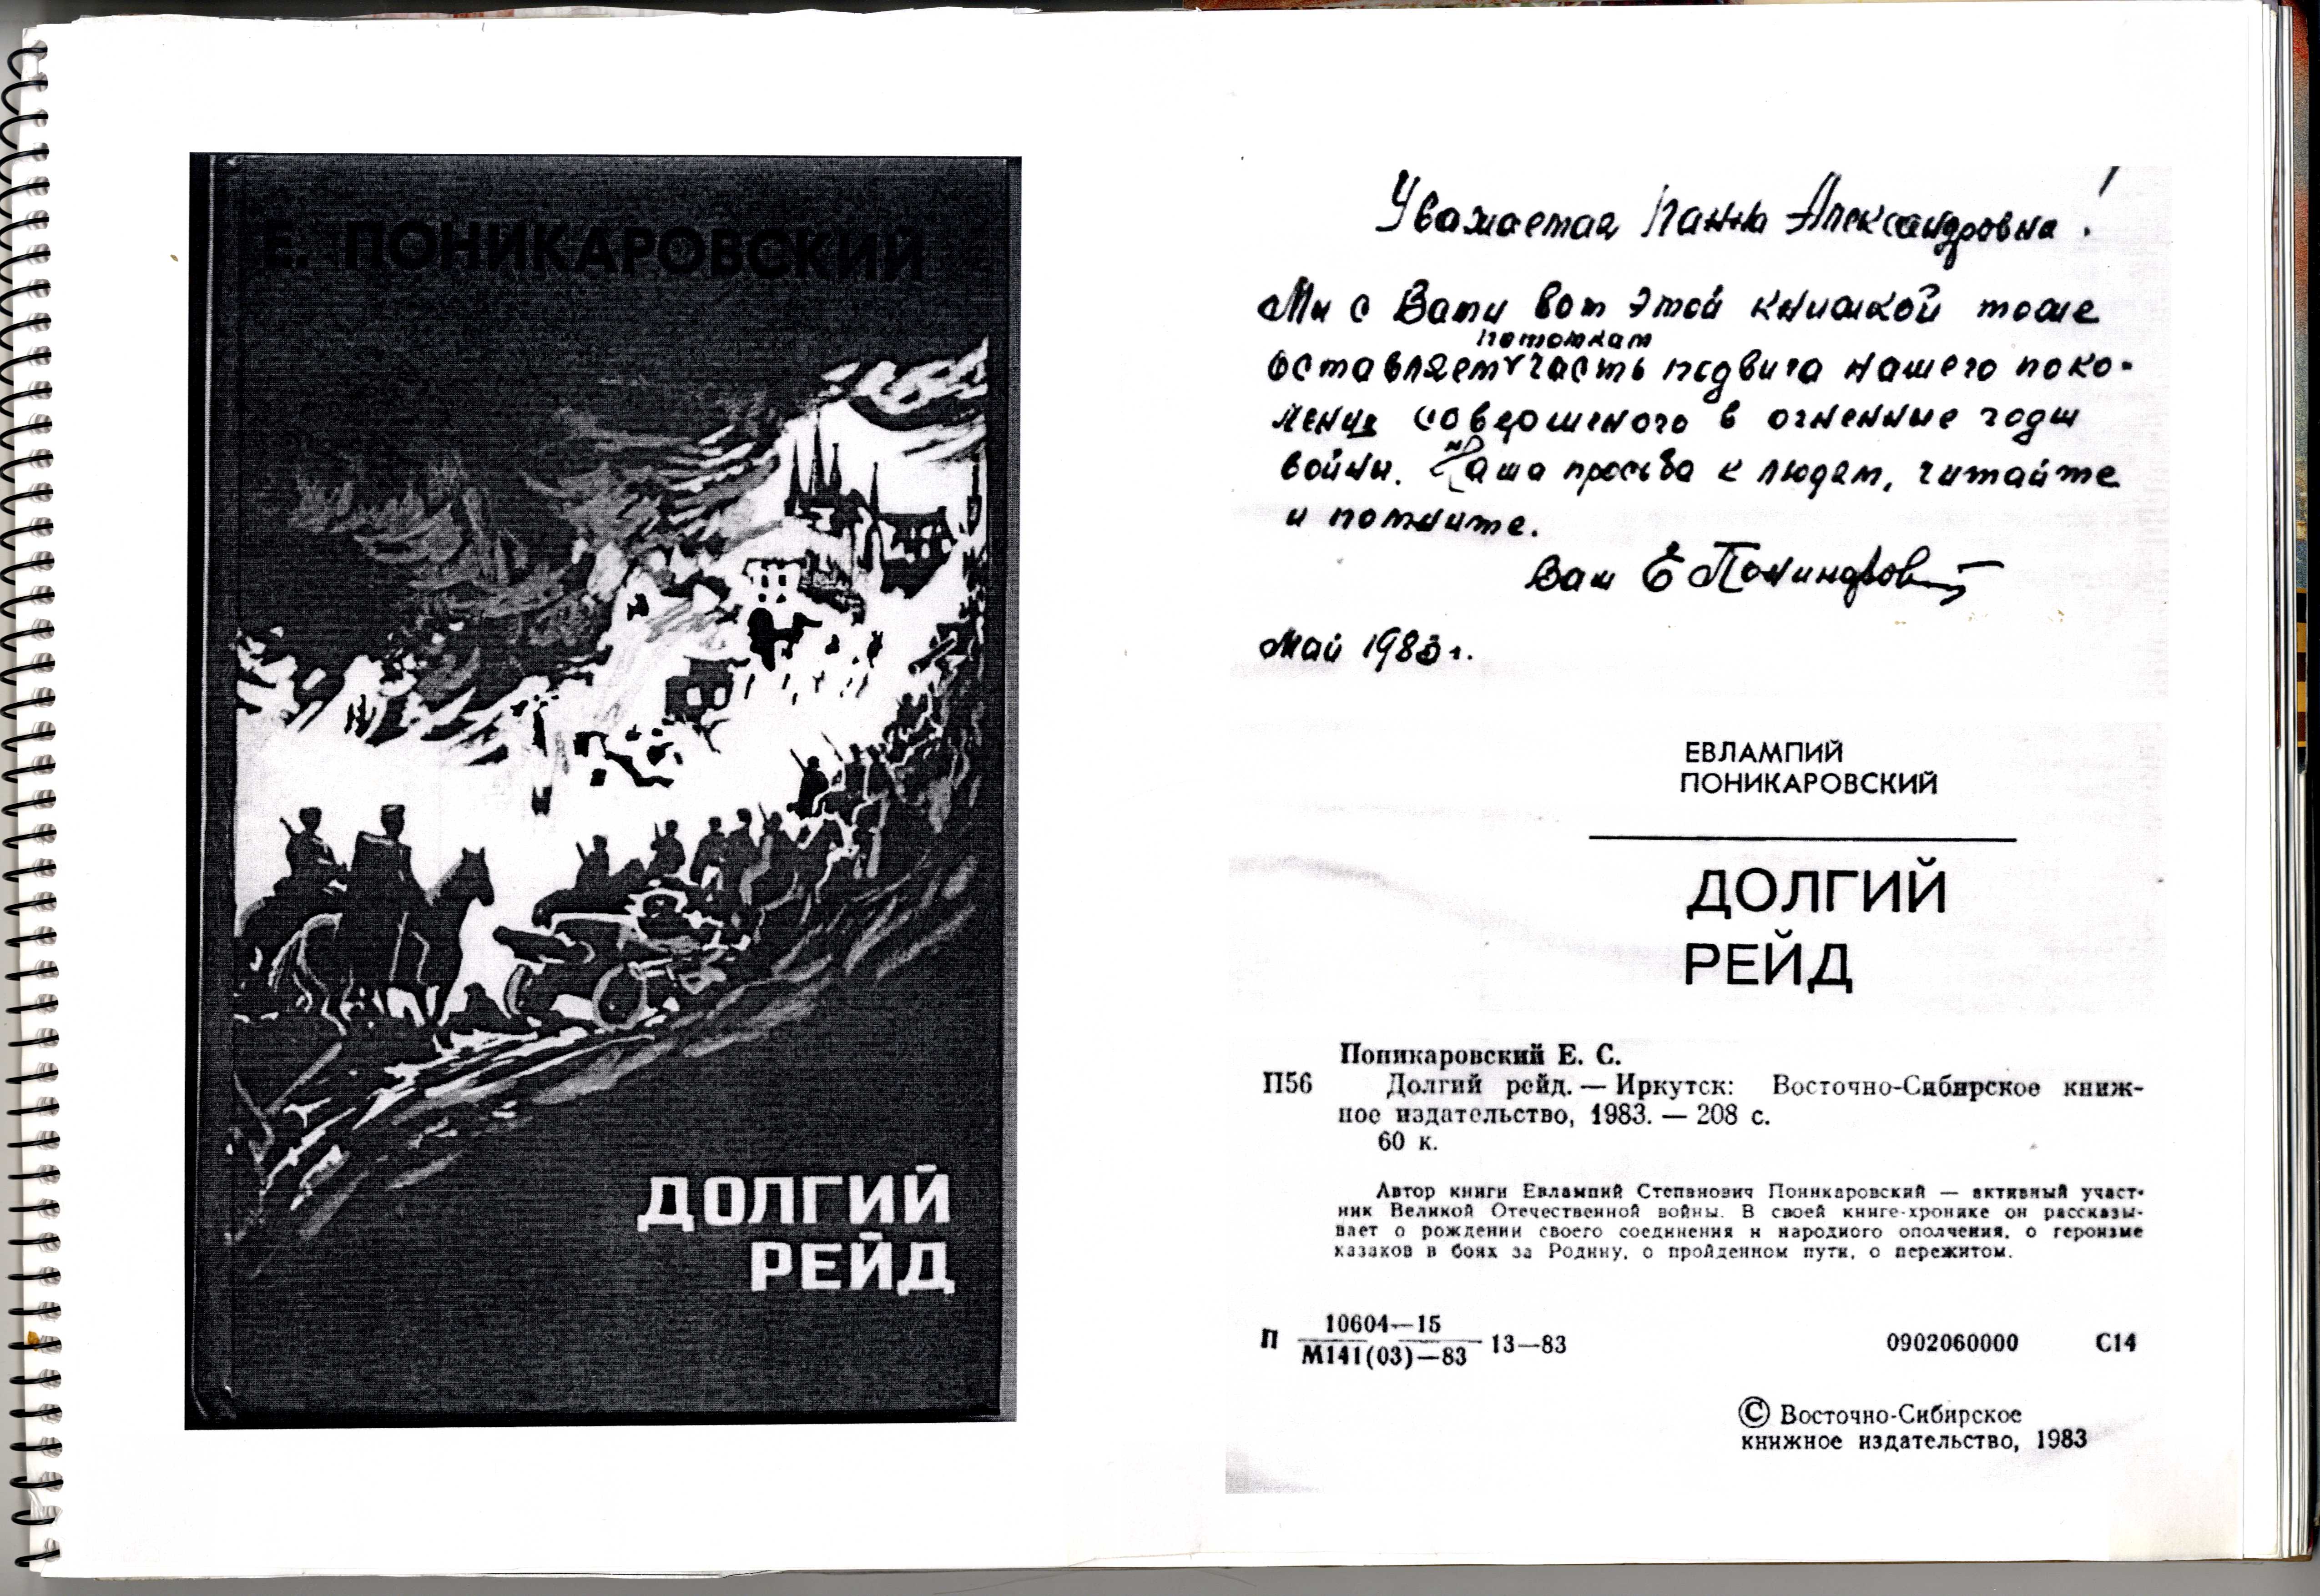 Е. ПОНИКАРОВСКИЙ
ДОЛГИЙ
РЕЙД
Уважаемая Александровна!
Мы с Вами вот этой книжкой тоже
потомкам
оставляем часть подвига нашего поко-
ления совершеного в огненные годы
войны. Наша просьба к людям, читайте
и помните.
Ваш Е Поникаровский
Май 1983 г.
ЕВЛАМПИЙ
ПОНИКАРОВСКИЙ
ДОЛГИЙ
РЕЙД
Поникаровский Е. С.
П56 Долгий рейд. — Иркутск: Восточно-Сибирское книж-
ное издательство, 1983. — 208 с.
60 к.
Автор книги Евлампий Степанович Поникаровский — активный участ-
ник Великой Отечественной войны. В своей книге-хронике он рассказы-
вает о рождении своего соединения и народного ополчения, о героизме
казаков в боях за Родину, о пройденном пути, о пережитом.
П 10604—15
М141(03)—83 13—83 0902060000 С14
© Восточно-Сибирское
книжное издательство, 1983